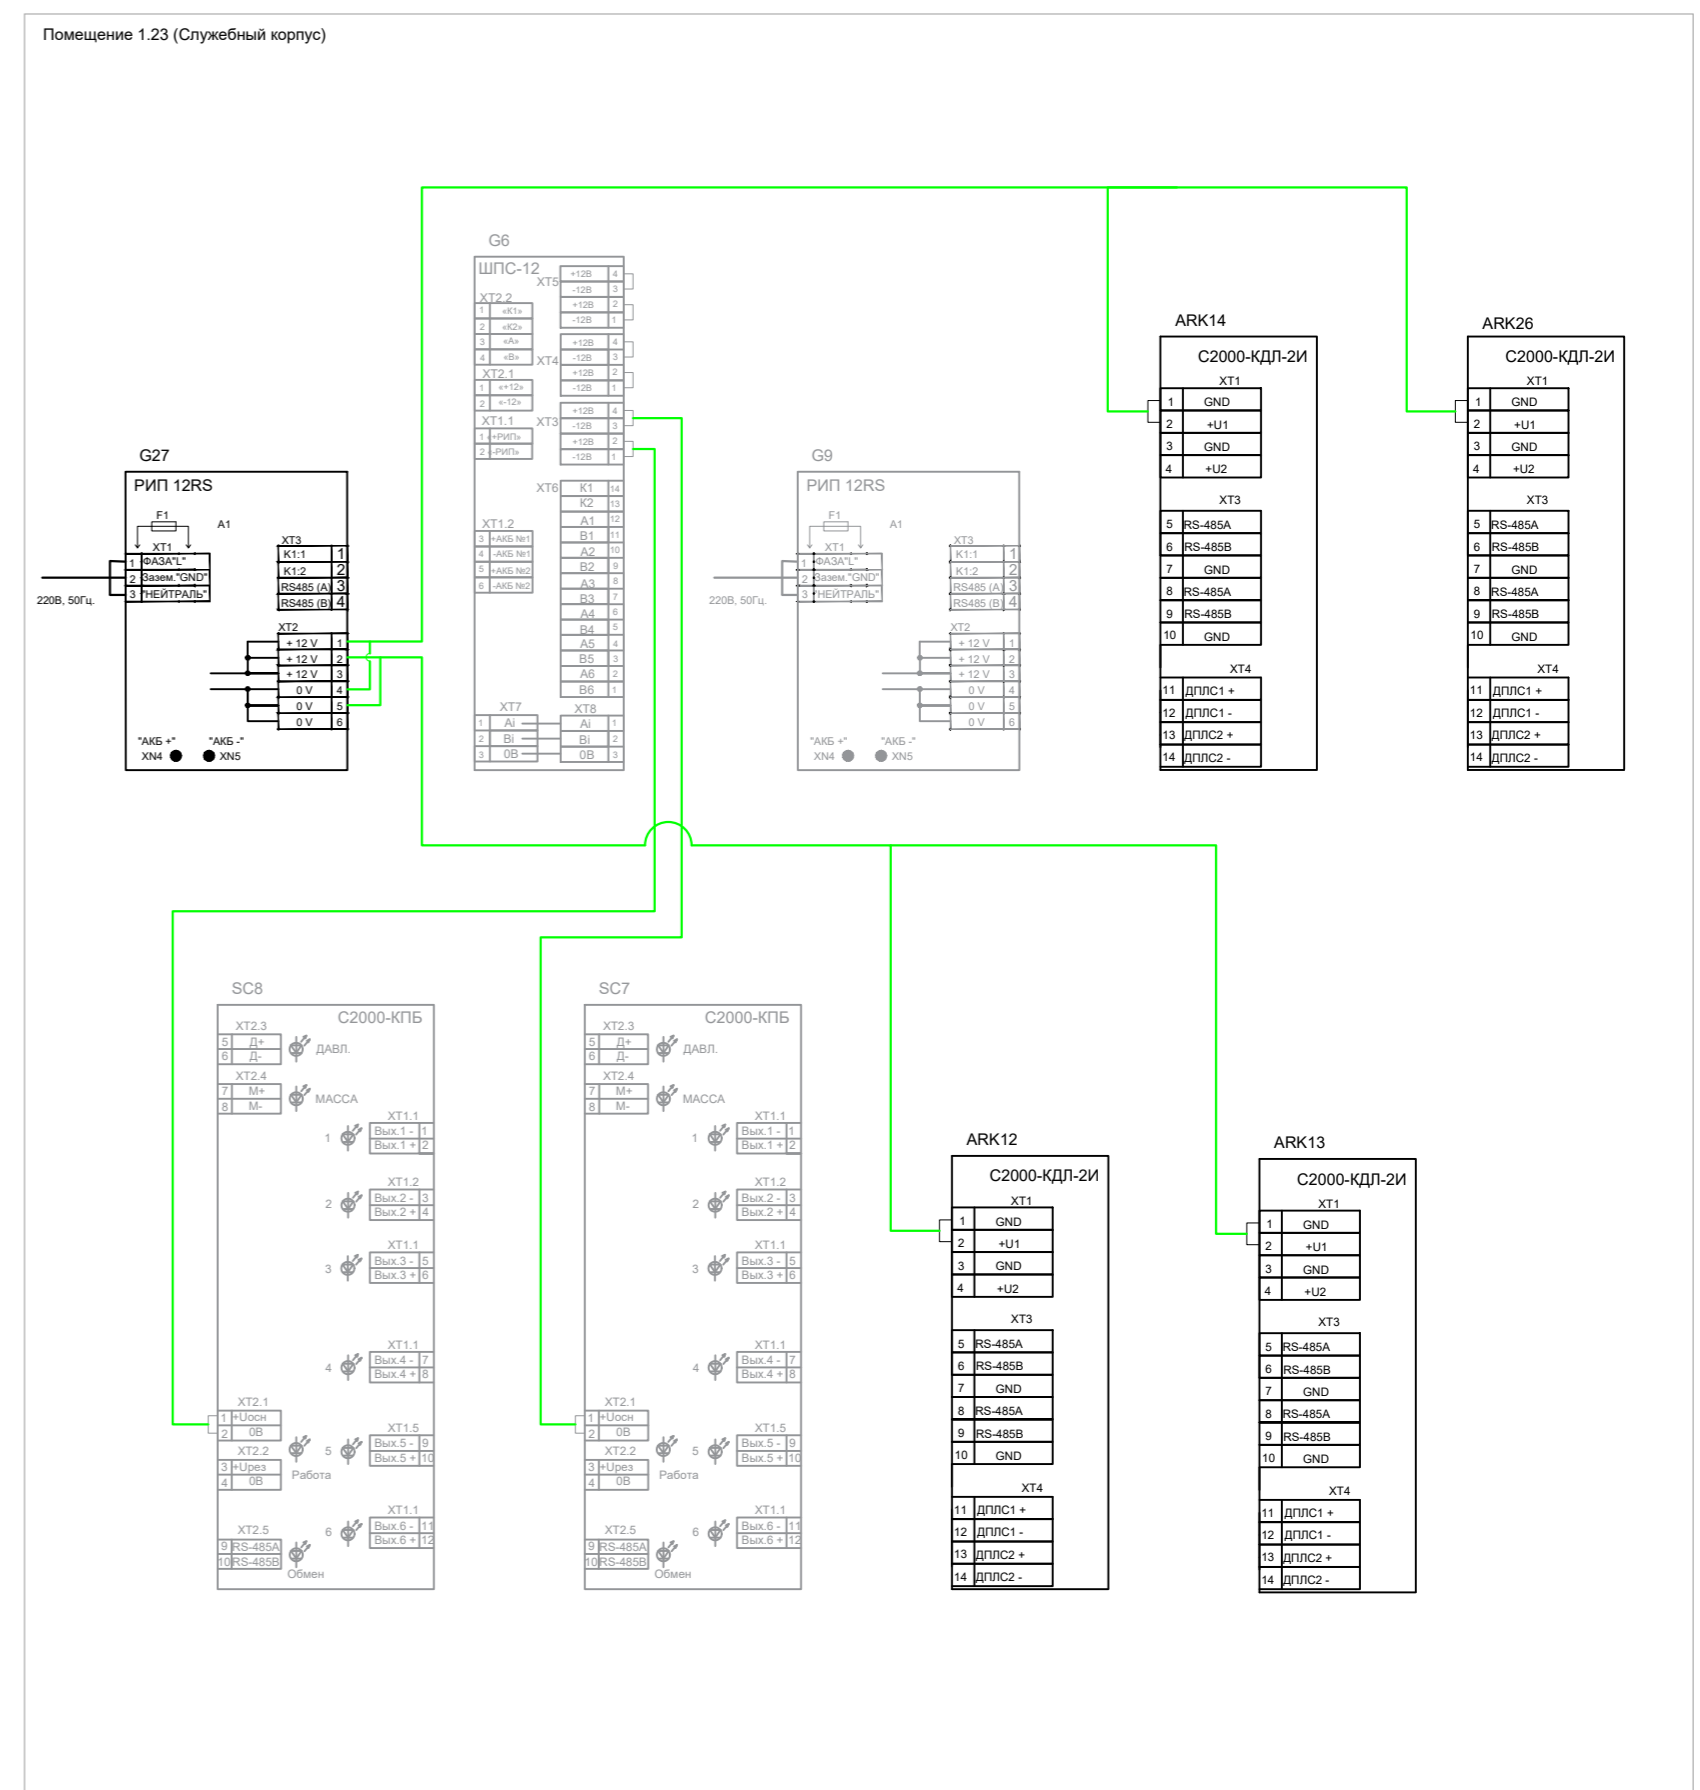 Помещение 1.23 (Служебный корпус)
G6
ШПС-12
XT5
+12В 4
-12В 3
+12В 2
-12В 1
XT2.2
1 «К1»
2 «К2»
3 «А»
4 «В»
XT4
+12В 4
-12В 3
+12В 2
-12В 1
XT2.1
1 «+12»
2 «-12»
XT3
+12В 4
-12В 3
+12В 2
-12В 1
XT1.1
1 «+РИП»
2 «-РИП»
XT6
К1 14
К2 13
А1 12
В1 11
А2 10
В2 9
А3 8
В3 7
А4 6
В4 5
А5 4
В5 3
А6 2
В6 1
XT1.2
3 +АКБ №1
4 -АКБ №1
5 +АКБ №2
6 -АКБ №2
XT7
1 Ai
2 Bi
3 0В
XT8
Ai 1
Bi 2
0В 3
G27
РИП 12RS
F1
A1
XT1
1 ФАЗА"L"
2 Зазем."GND"
3 "НЕЙТРАЛЬ"
220В, 50Гц.
XT3
K1:1 1
K1:2 2
RS485 (A) 3
RS485 (B) 4
XT2
+ 12 V 1
+ 12 V 2
+ 12 V 3
0 V 4
0 V 5
0 V 6
"АКБ +" "АКБ -"
XN4 XN5
G9
РИП 12RS
F1
A1
XT1
1 ФАЗА"L"
2 Зазем."GND"
3 "НЕЙТРАЛЬ"
220В, 50Гц.
XT3
K1:1 1
K1:2 2
RS485 (A) 3
RS485 (B) 4
XT2
+ 12 V 1
+ 12 V 2
+ 12 V 3
0 V 4
0 V 5
0 V 6
"АКБ +" "АКБ -"
XN4 XN5
ARK14
С2000-КДЛ-2И
XT1
1 GND
2 +U1
3 GND
4 +U2
XT3
5 RS-485A
6 RS-485B
7 GND
8 RS-485A
9 RS-485B
10 GND
XT4
11 ДПЛС1 +
12 ДПЛС1 -
13 ДПЛС2 +
14 ДПЛС2 -
ARK26
С2000-КДЛ-2И
XT1
1 GND
2 +U1
3 GND
4 +U2
XT3
5 RS-485A
6 RS-485B
7 GND
8 RS-485A
9 RS-485B
10 GND
XT4
11 ДПЛС1 +
12 ДПЛС1 -
13 ДПЛС2 +
14 ДПЛС2 -
SC8
С2000-КПБ
XT2.3
5 Д+
6 Д-
ДАВЛ.
XT2.4
7 М+
8 М-
МАССА
XT1.1
1 Вых.1 - 1
Вых.1 + 2
XT1.2
2 Вых.2 - 3
Вых.2 + 4
XT1.1
3 Вых.3 - 5
Вых.3 + 6
XT1.1
4 Вых.4 - 7
Вых.4 + 8
XT2.1
1 +Uосн
2 0В
XT2.2
3 +Uрез
4 0В
Работа
XT1.5
5 Вых.5 - 9
Вых.5 + 10
XT1.1
6 Вых.6 - 11
Вых.6 + 12
XT2.5
9 RS-485A
10 RS-485B
Обмен
SC7
С2000-КПБ
XT2.3
5 Д+
6 Д-
ДАВЛ.
XT2.4
7 М+
8 М-
МАССА
XT1.1
1 Вых.1 - 1
Вых.1 + 2
XT1.2
2 Вых.2 - 3
Вых.2 + 4
XT1.1
3 Вых.3 - 5
Вых.3 + 6
XT1.1
4 Вых.4 - 7
Вых.4 + 8
XT2.1
1 +Uосн
2 0В
XT2.2
3 +Uрез
4 0В
Работа
XT1.5
5 Вых.5 - 9
Вых.5 + 10
XT1.1
6 Вых.6 - 11
Вых.6 + 12
XT2.5
9 RS-485A
10 RS-485B
Обмен
ARK12
С2000-КДЛ-2И
XT1
1 GND
2 +U1
3 GND
4 +U2
XT3
5 RS-485A
6 RS-485B
7 GND
8 RS-485A
9 RS-485B
10 GND
XT4
11 ДПЛС1 +
12 ДПЛС1 -
13 ДПЛС2 +
14 ДПЛС2 -
ARK13
С2000-КДЛ-2И
XT1
1 GND
2 +U1
3 GND
4 +U2
XT3
5 RS-485A
6 RS-485B
7 GND
8 RS-485A
9 RS-485B
10 GND
XT4
11 ДПЛС1 +
12 ДПЛС1 -
13 ДПЛС2 +
14 ДПЛС2 -